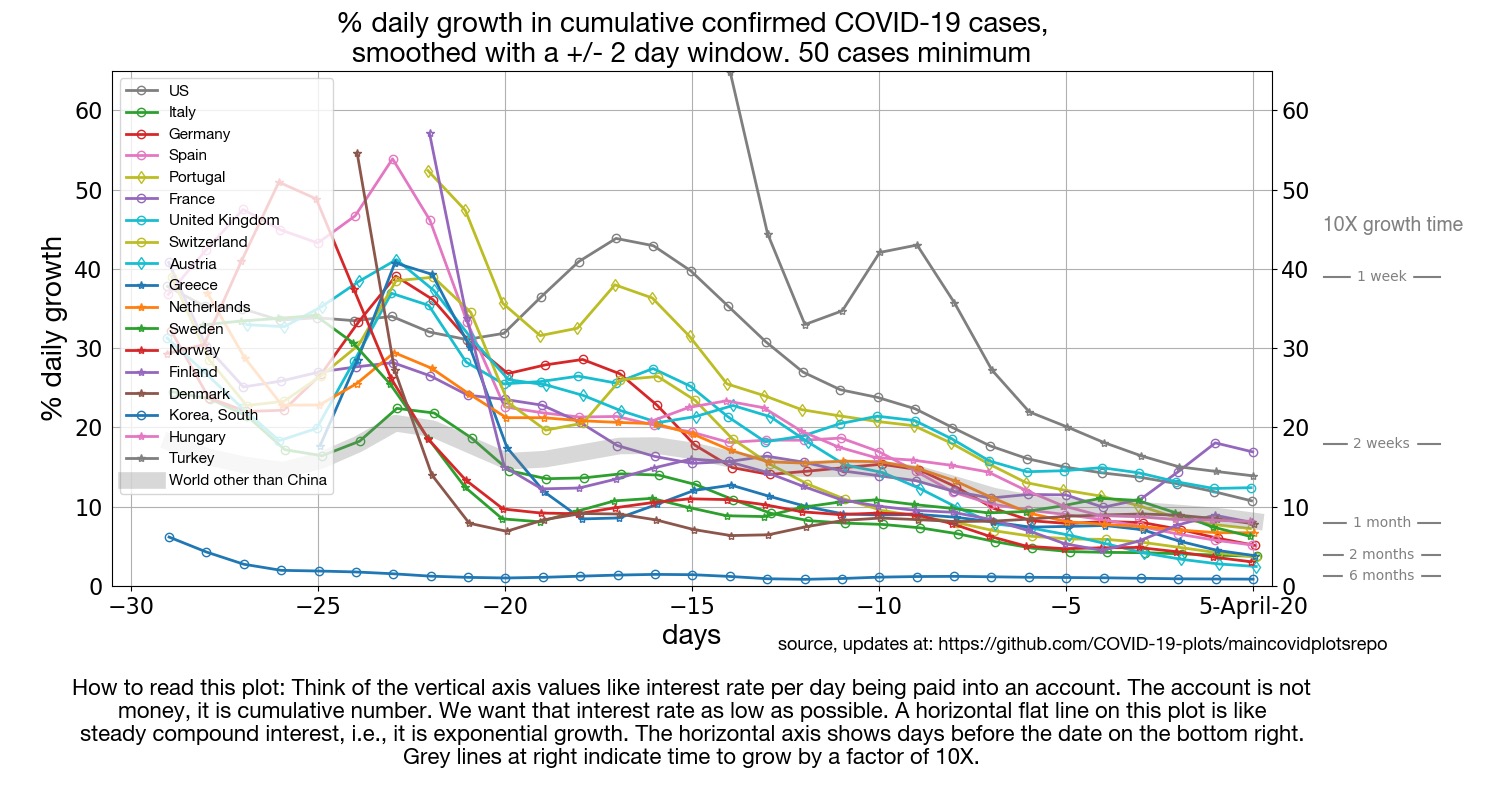 % daily growth in cumulative confirmed COVID-19 cases,
smoothed with a +/- 2 day window. 50 cases minimum
US
Italy
Germany
Spain
Portugal
France
United Kingdom
Switzerland
Austria
Greece
Netherlands
Sweden
Norway
Finland
Denmark
Korea, South
Hungary
Turkey
World other than China
% daily growth
60
50
40
30
20
10
0
60
50
40
30
20
10
0
10X growth time
1 week
2 weeks
1 month
2 months
6 months
−30 −25 −20 −15 −10 −5 5-April-20
days
source, updates at: https://github.com/COVID-19-plots/maincovidplotsrepo
How to read this plot: Think of the vertical axis values like interest rate per day being paid into an account. The account is not
money, it is cumulative number. We want that interest rate as low as possible. A horizontal flat line on this plot is like
steady compound interest, i.e., it is exponential growth. The horizontal axis shows days before the date on the bottom right.
Grey lines at right indicate time to grow by a factor of 10X.